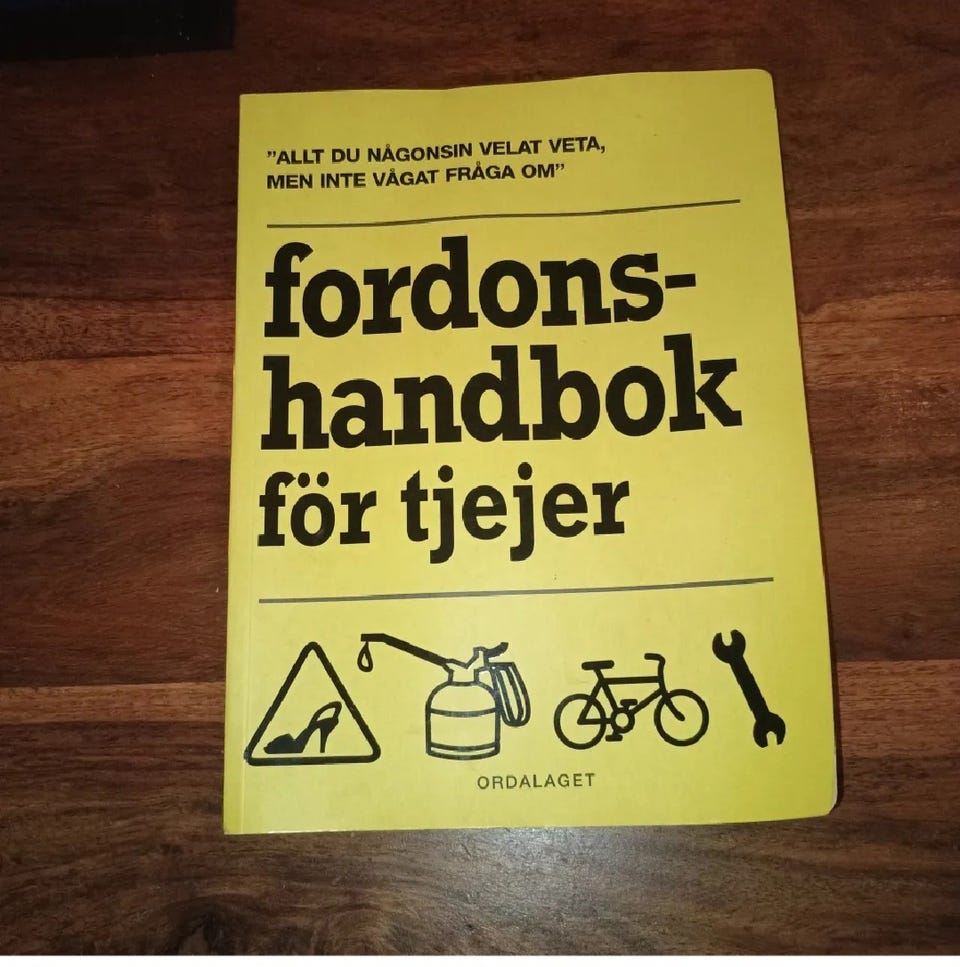 ”ALLT DU NÅGONSIN VELAT VETA,
MEN INTE VÅGAT FRÅGA OM”
fordons-
handbok
för tjejer
ORDALAGET